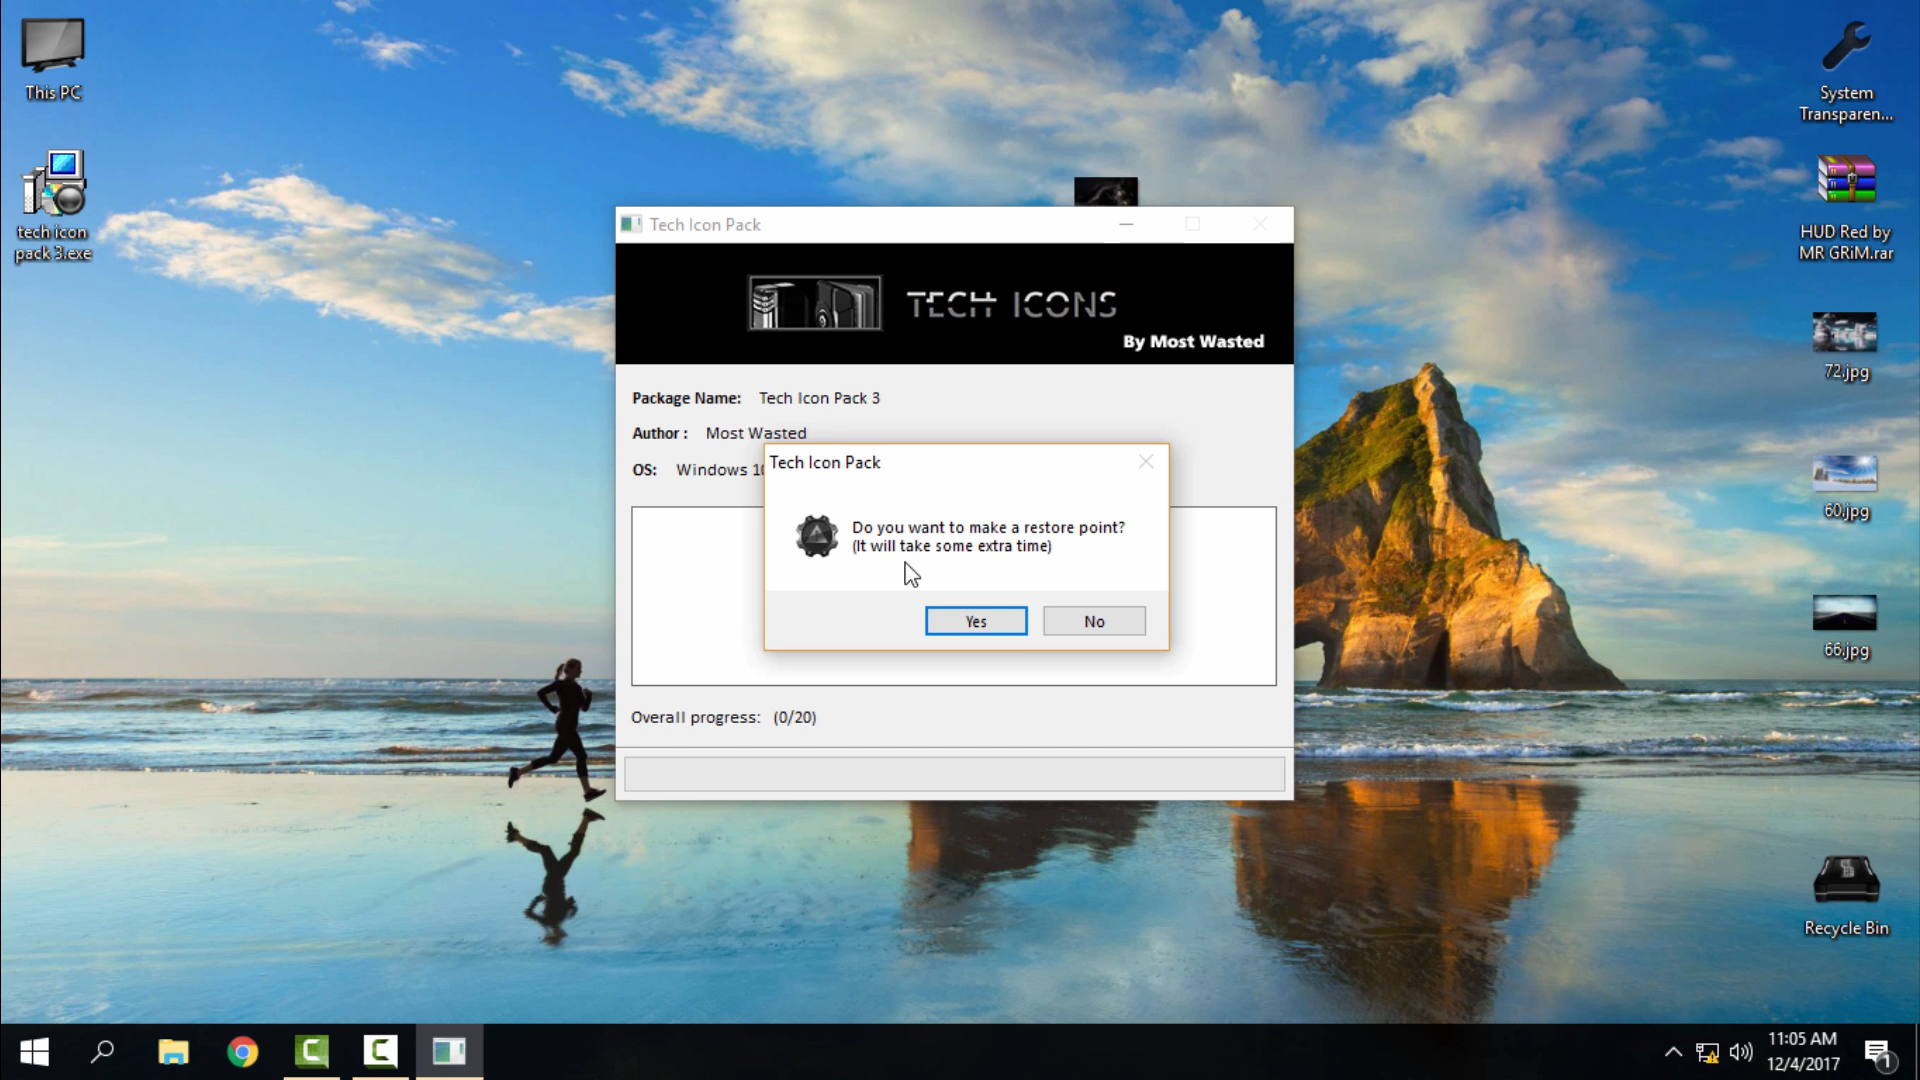 This PC
tech icon
pack 3.exe
System
Transparen...
HUD Red by
MR GRiM.rar
72.jpg
60.jpg
66.jpg
Recycle Bin
Tech Icon Pack
TECH ICONS
By Most Wasted
Package Name: Tech Icon Pack 3
Author : Most Wasted
OS: Windows 10
Tech Icon Pack
Do you want to make a restore point?
(It will take some extra time)
Yes
No
Overall progress: (0/20)
11:05 AM
12/4/2017
1